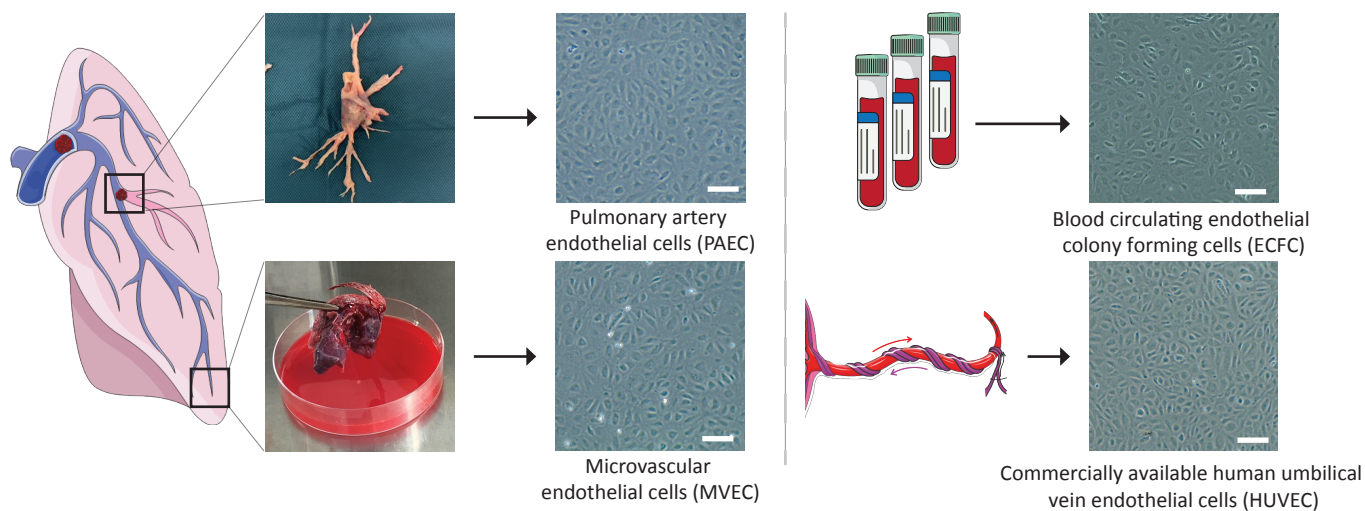 Pulmonary artery
endothelial cells (PAEC)
Microvascular
endothelial cells (MVEC)
Blood circulating endothelial
colony forming cells (ECFC)
Commercially available human umbilical
vein endothelial cells (HUVEC)